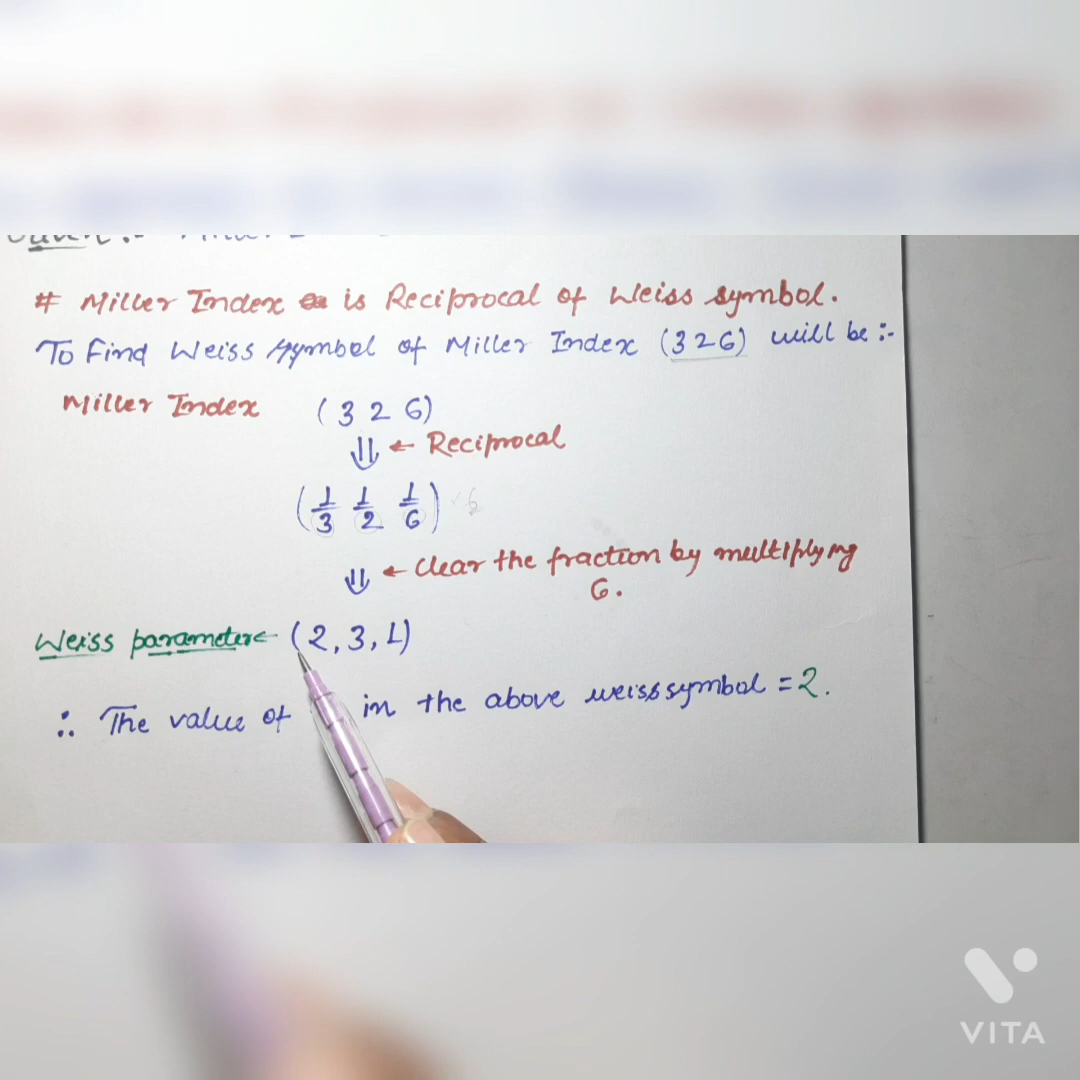 # Miller Index is Reciprocal of Weiss symbol.
To Find Weiss symbol of Miller Index (326) will be :-
Miller Index (3 2 6)
⇓ ← Reciprocal
(1/3 1/2 1/6) × 6
⇓ ← Clear the fraction by multiplying
6.
Weiss parameter ← (2, 3, 1)
∴ The value of in the above weiss symbol = 2.
VITA